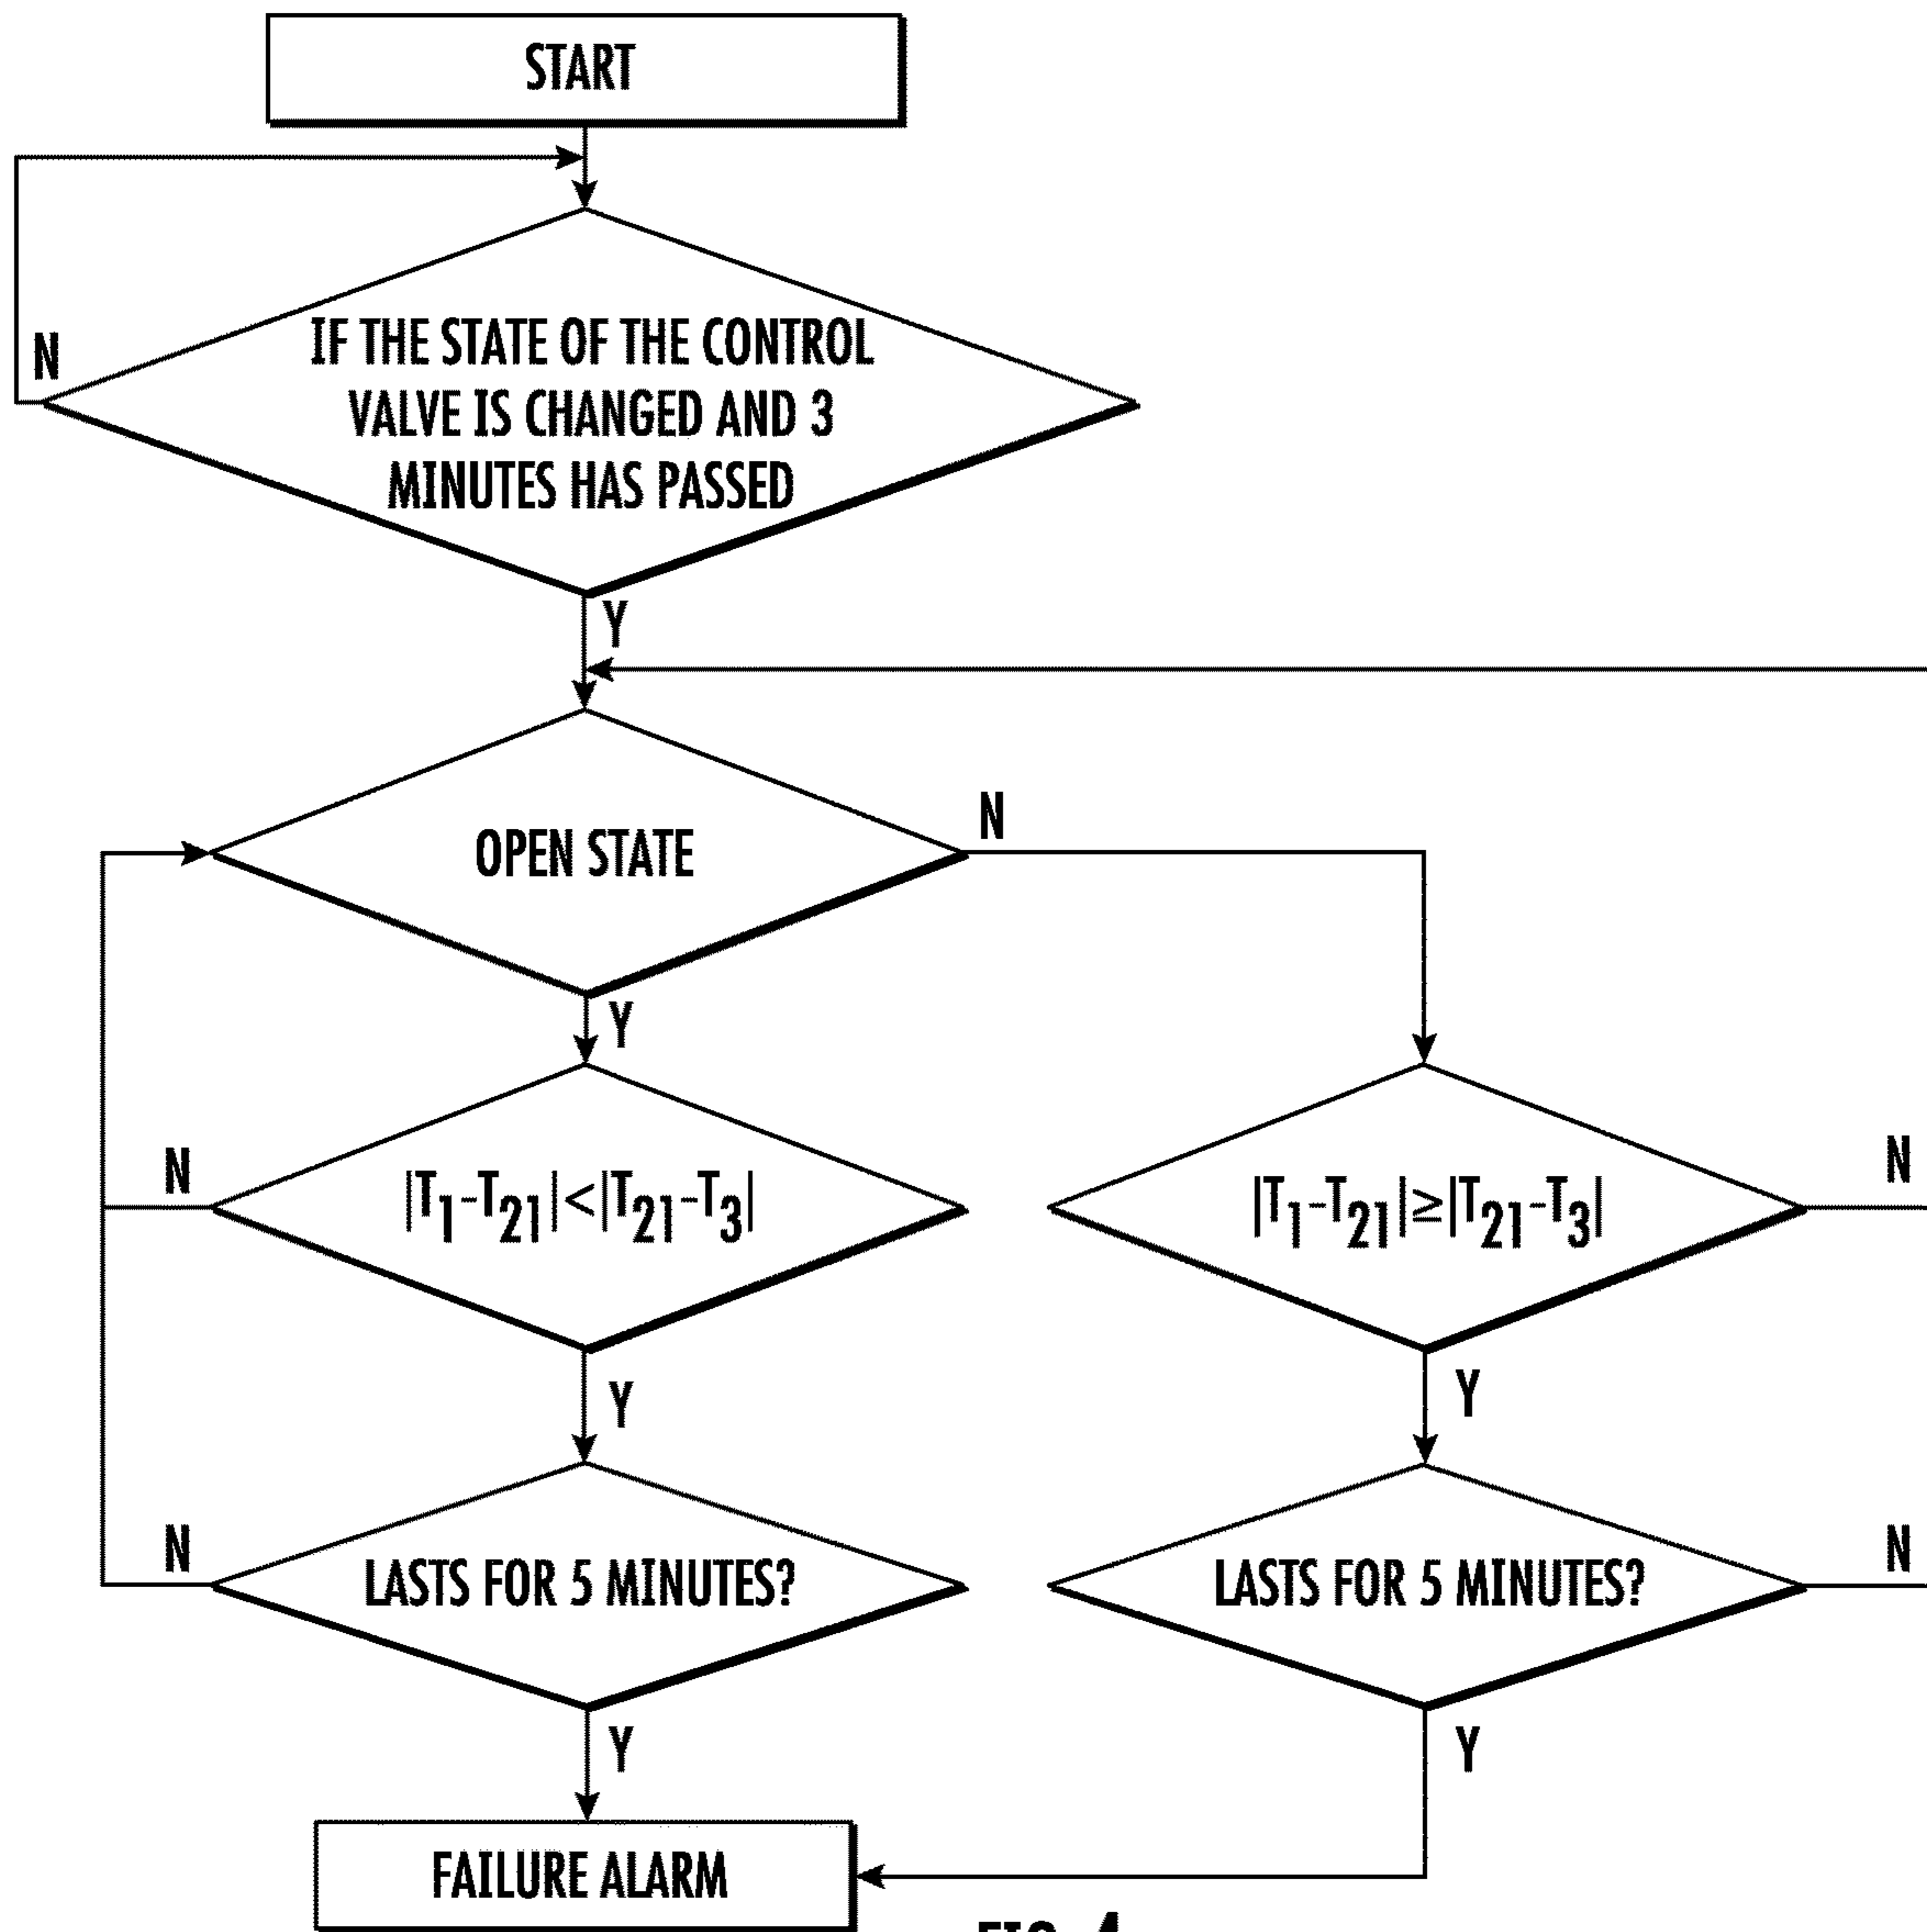 START
N
IF THE STATE OF THE CONTROL
VALVE IS CHANGED AND 3
MINUTES HAS PASSED
Y
OPEN STATE
N
Y
N
|T1-T21|<|T21-T3|
|T1-T21|≥|T21-T3|
N
Y
Y
N
LASTS FOR 5 MINUTES?
LASTS FOR 5 MINUTES?
N
Y
Y
FAILURE ALARM